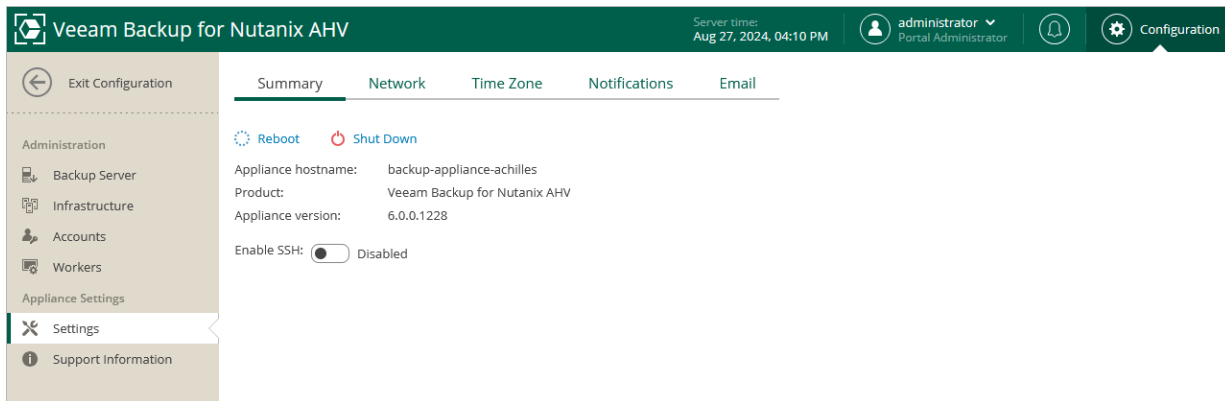 Veeam Backup for Nutanix AHV
Server time:
Aug 27, 2024, 04:10 PM
administrator
Portal Administrator
Configuration
Exit Configuration
Summary Network Time Zone Notifications Email
Administration
Backup Server
Infrastructure
Accounts
Workers
Appliance Settings
Settings
Support Information
Reboot Shut Down
Appliance hostname: backup-appliance-achilles
Product: Veeam Backup for Nutanix AHV
Appliance version: 6.0.0.1228
Enable SSH: Disabled